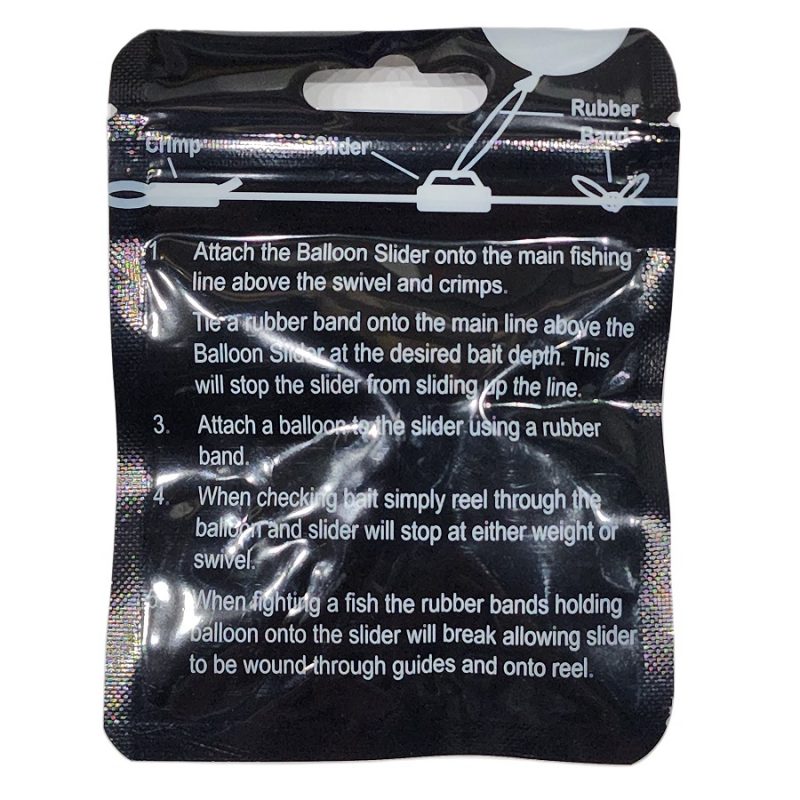 Rubber
Band
Crimp
Slider
1. Attach the Balloon Slider onto the main fishing
line above the swivel and crimps.
Tie a rubber band onto the main line above the
Balloon Slider at the desired bait depth. This
will stop the slider from sliding up the line.
3. Attach a balloon to the slider using a rubber
band.
4. When checking bait simply reel through the
balloon and slider will stop at either weight or
swivel.
5. When fighting a fish the rubber bands holding
balloon onto the slider will break allowing slider
to be wound through guides and onto reel.